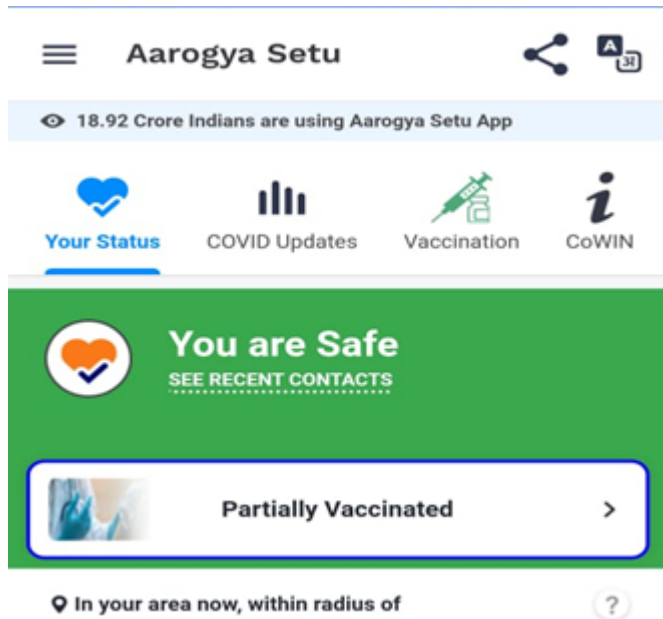 Aarogya Setu
A अ
18.92 Crore Indians are using Aarogya Setu App
Your Status
COVID Updates
Vaccination
i
CoWIN
You are Safe
SEE RECENT CONTACTS
Partially Vaccinated
In your area now, within radius of
?